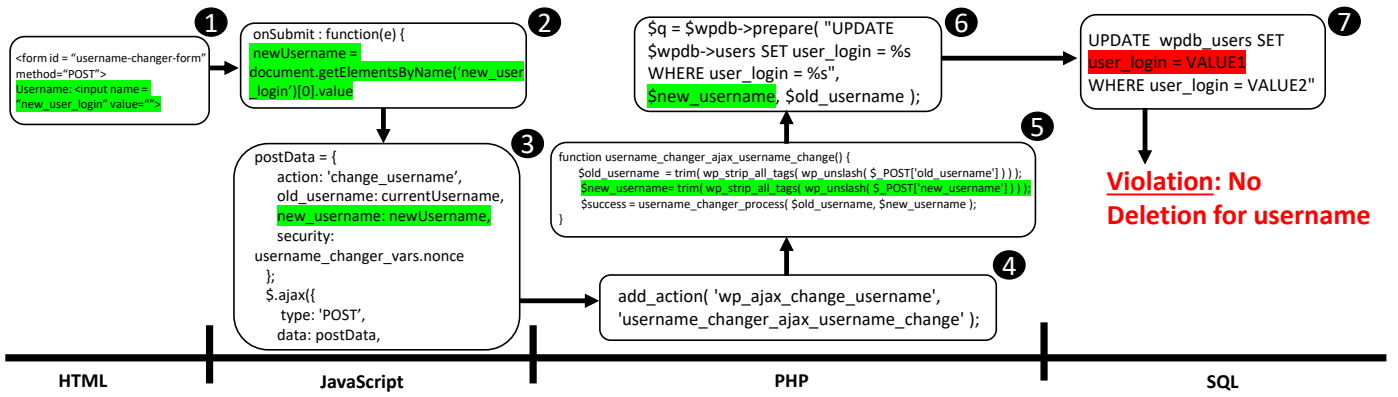 1
<form id = “username-changer-form”
method=“POST”>
Username: <input name =
“new_user_login” value=“”>
2
onSubmit : function(e) {
newUsername =
document.getElementsByName(‘new_user
_login’)[0].value
3
postData = {
action: 'change_username’,
old_username: currentUsername,
new_username: newUsername,
security:
username_changer_vars.nonce
};
$.ajax({
type: 'POST’,
data: postData,
4
add_action( 'wp_ajax_change_username’,
'username_changer_ajax_username_change' );
5
function username_changer_ajax_username_change() {
$old_username = trim( wp_strip_all_tags( wp_unslash( $_POST['old_username'] ) ) );
$new_username= trim( wp_strip_all_tags( wp_unslash( $_POST['new_username'] ) ) );
$success = username_changer_process( $old_username, $new_username );
}
6
$q = $wpdb->prepare( "UPDATE
$wpdb->users SET user_login = %s
WHERE user_login = %s",
$new_username, $old_username );
7
UPDATE wpdb_users SET
user_login = VALUE1
WHERE user_login = VALUE2"
Violation: No
Deletion for username
HTML
JavaScript
PHP
SQL